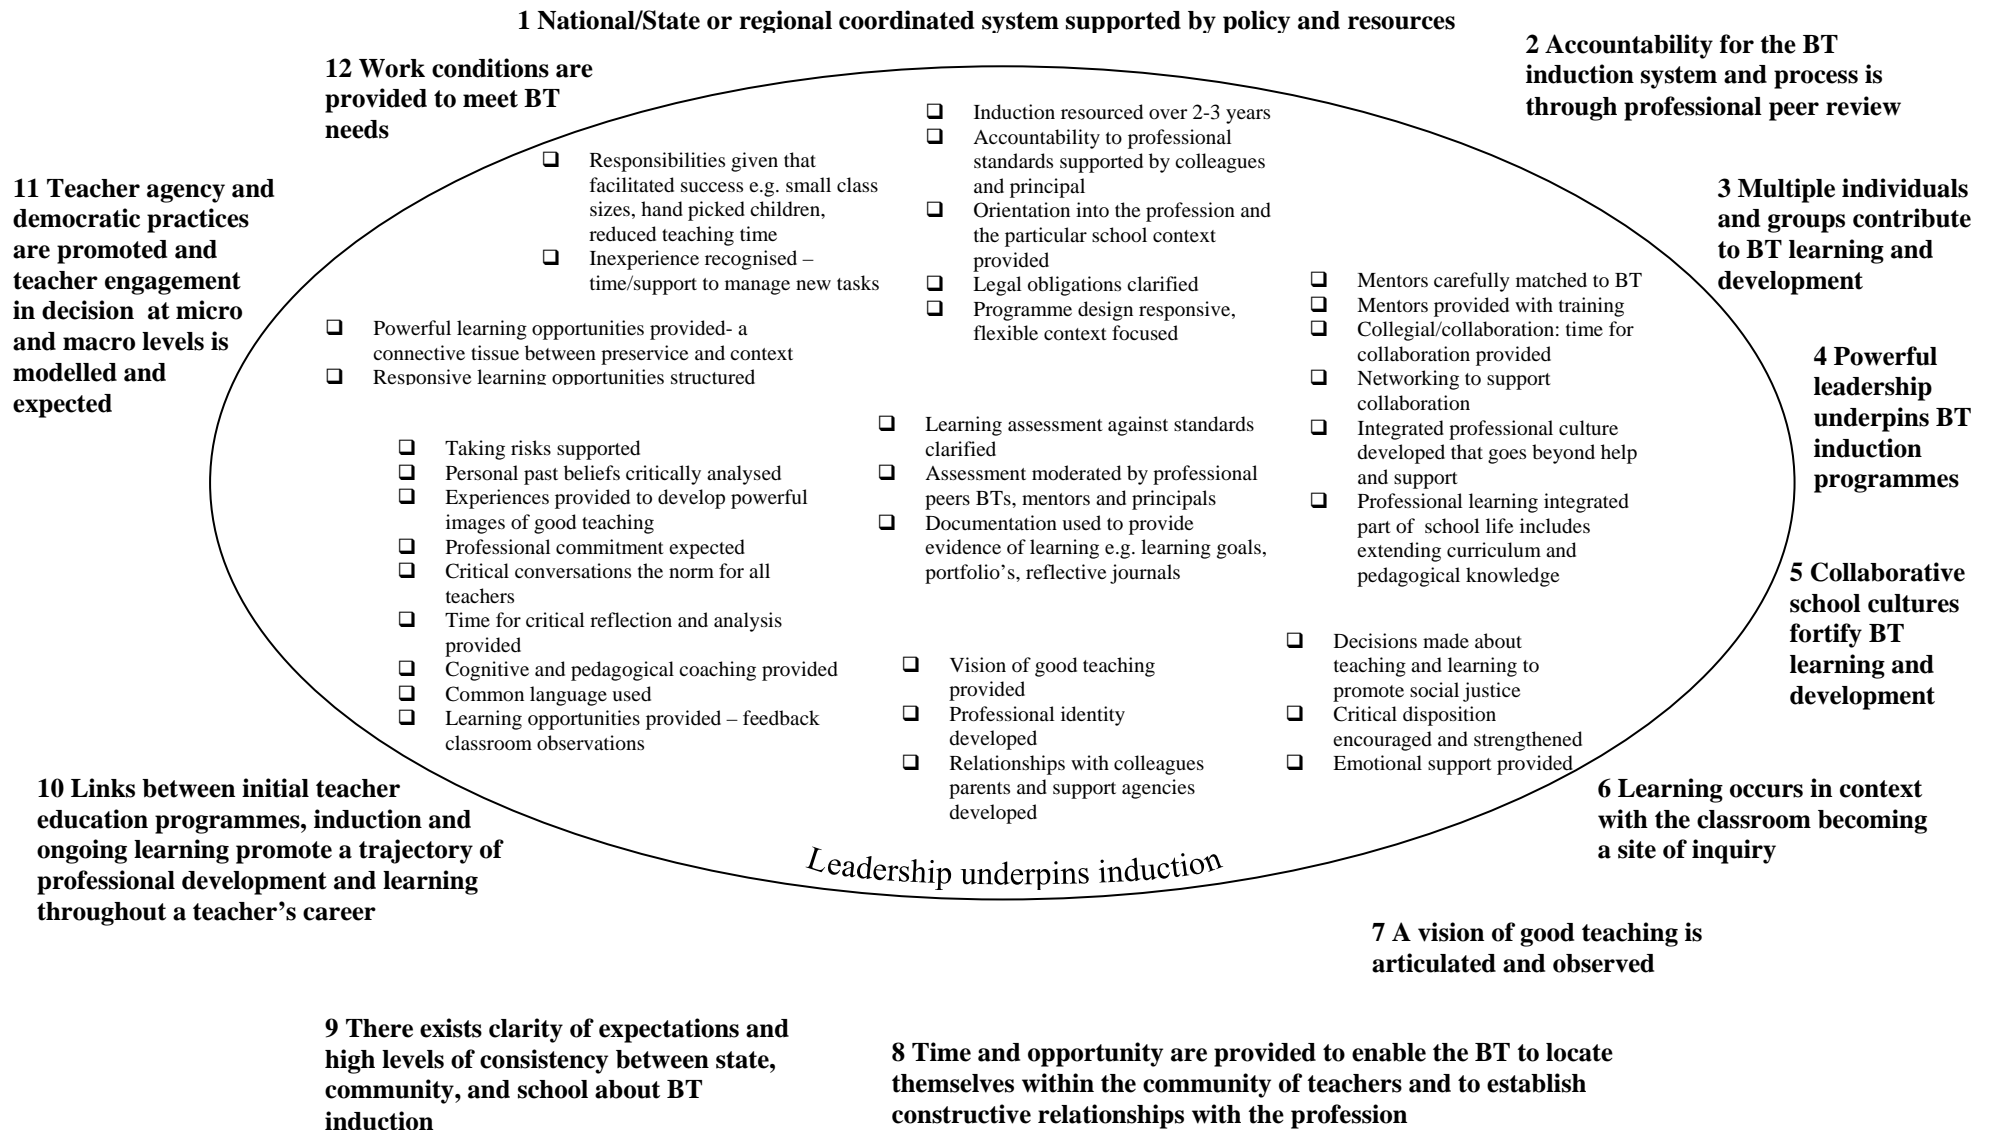 1 National/State or regional coordinated system supported by policy and resources
2 Accountability for the BT
induction system and process is
through professional peer review
12 Work conditions are
provided to meet BT
needs
❑ Induction resourced over 2-3 years
❑ Accountability to professional
standards supported by colleagues
and principal
❑ Orientation into the profession and
the particular school context
provided
❑ Legal obligations clarified
❑ Programme design responsive,
flexible context focused
❑ Responsibilities given that
facilitated success e.g. small class
sizes, hand picked children,
reduced teaching time
❑ Inexperience recognised –
time/support to manage new tasks
11 Teacher agency and
democratic practices
are promoted and
teacher engagement
in decision at micro
and macro levels is
modelled and
expected
3 Multiple individuals
and groups contribute
to BT learning and
development
❑ Mentors carefully matched to BT
❑ Mentors provided with training
❑ Collegial/collaboration: time for
collaboration provided
❑ Networking to support
collaboration
❑ Integrated professional culture
developed that goes beyond help
and support
❑ Professional learning integrated
part of school life includes
extending curriculum and
pedagogical knowledge
❑ Powerful learning opportunities provided- a
connective tissue between preservice and context
❑ Responsive learning opportunities structured
4 Powerful
leadership
underpins BT
induction
programmes
❑ Learning assessment against standards
clarified
❑ Assessment moderated by professional
peers BTs, mentors and principals
❑ Documentation used to provide
evidence of learning e.g. learning goals,
portfolio's, reflective journals
❑ Taking risks supported
❑ Personal past beliefs critically analysed
❑ Experiences provided to develop powerful
images of good teaching
❑ Professional commitment expected
❑ Critical conversations the norm for all
teachers
❑ Time for critical reflection and analysis
provided
❑ Cognitive and pedagogical coaching provided
❑ Common language used
❑ Learning opportunities provided – feedback
classroom observations
5 Collaborative
school cultures
fortify BT
learning and
development
❑ Vision of good teaching
provided
❑ Professional identity
developed
❑ Relationships with colleagues
parents and support agencies
developed
❑ Decisions made about
teaching and learning to
promote social justice
❑ Critical disposition
encouraged and strengthened
❑ Emotional support provided
10 Links between initial teacher
education programmes, induction and
ongoing learning promote a trajectory of
professional development and learning
throughout a teacher's career
6 Learning occurs in context
with the classroom becoming
a site of inquiry
Leadership underpins induction
7 A vision of good teaching is
articulated and observed
9 There exists clarity of expectations and
high levels of consistency between state,
community, and school about BT
induction
8 Time and opportunity are provided to enable the BT to locate
themselves within the community of teachers and to establish
constructive relationships with the profession